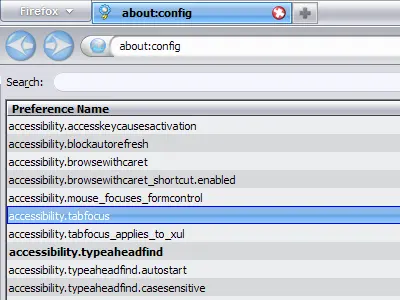 Firefox
about:config
about:config
Search:
Preference Name
accessibility.accesskeycausesactivation
accessibility.blockautorefresh
accessibility.browsewithcaret
accessibility.browsewithcaret_shortcut.enabled
accessibility.mouse_focuses_formcontrol
accessibility.tabfocus
accessibility.tabfocus_applies_to_xul
accessibility.typeaheadfind
accessibility.typeaheadfind.autostart
accessibility.typeaheadfind.casesensitive